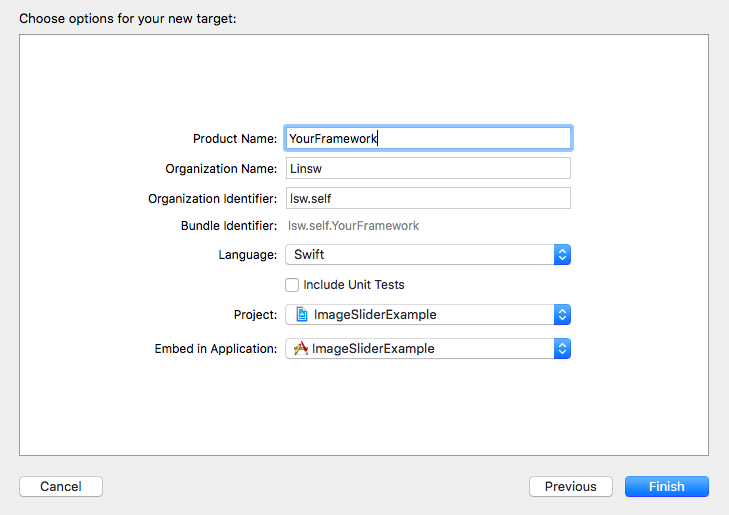 Choose options for your new target:
Product Name: YourFramework
Organization Name: Linsw
Organization Identifier: lsw.self
Bundle Identifier: lsw.self.YourFramework
Language: Swift
Include Unit Tests
Project: ImageSliderExample
Embed in Application: ImageSliderExample
Cancel Previous Finish